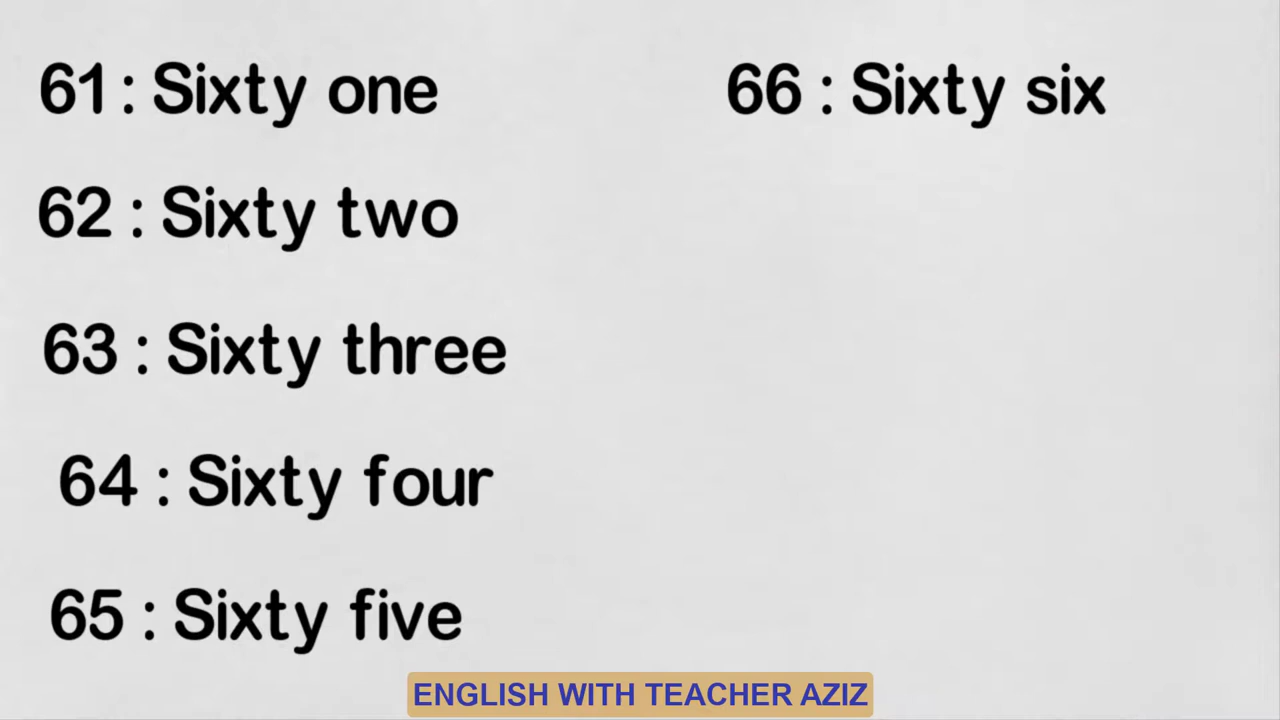 61 : Sixty one
62 : Sixty two
63 : Sixty three
64 : Sixty four
65 : Sixty five
66 : Sixty six
ENGLISH WITH TEACHER AZIZ